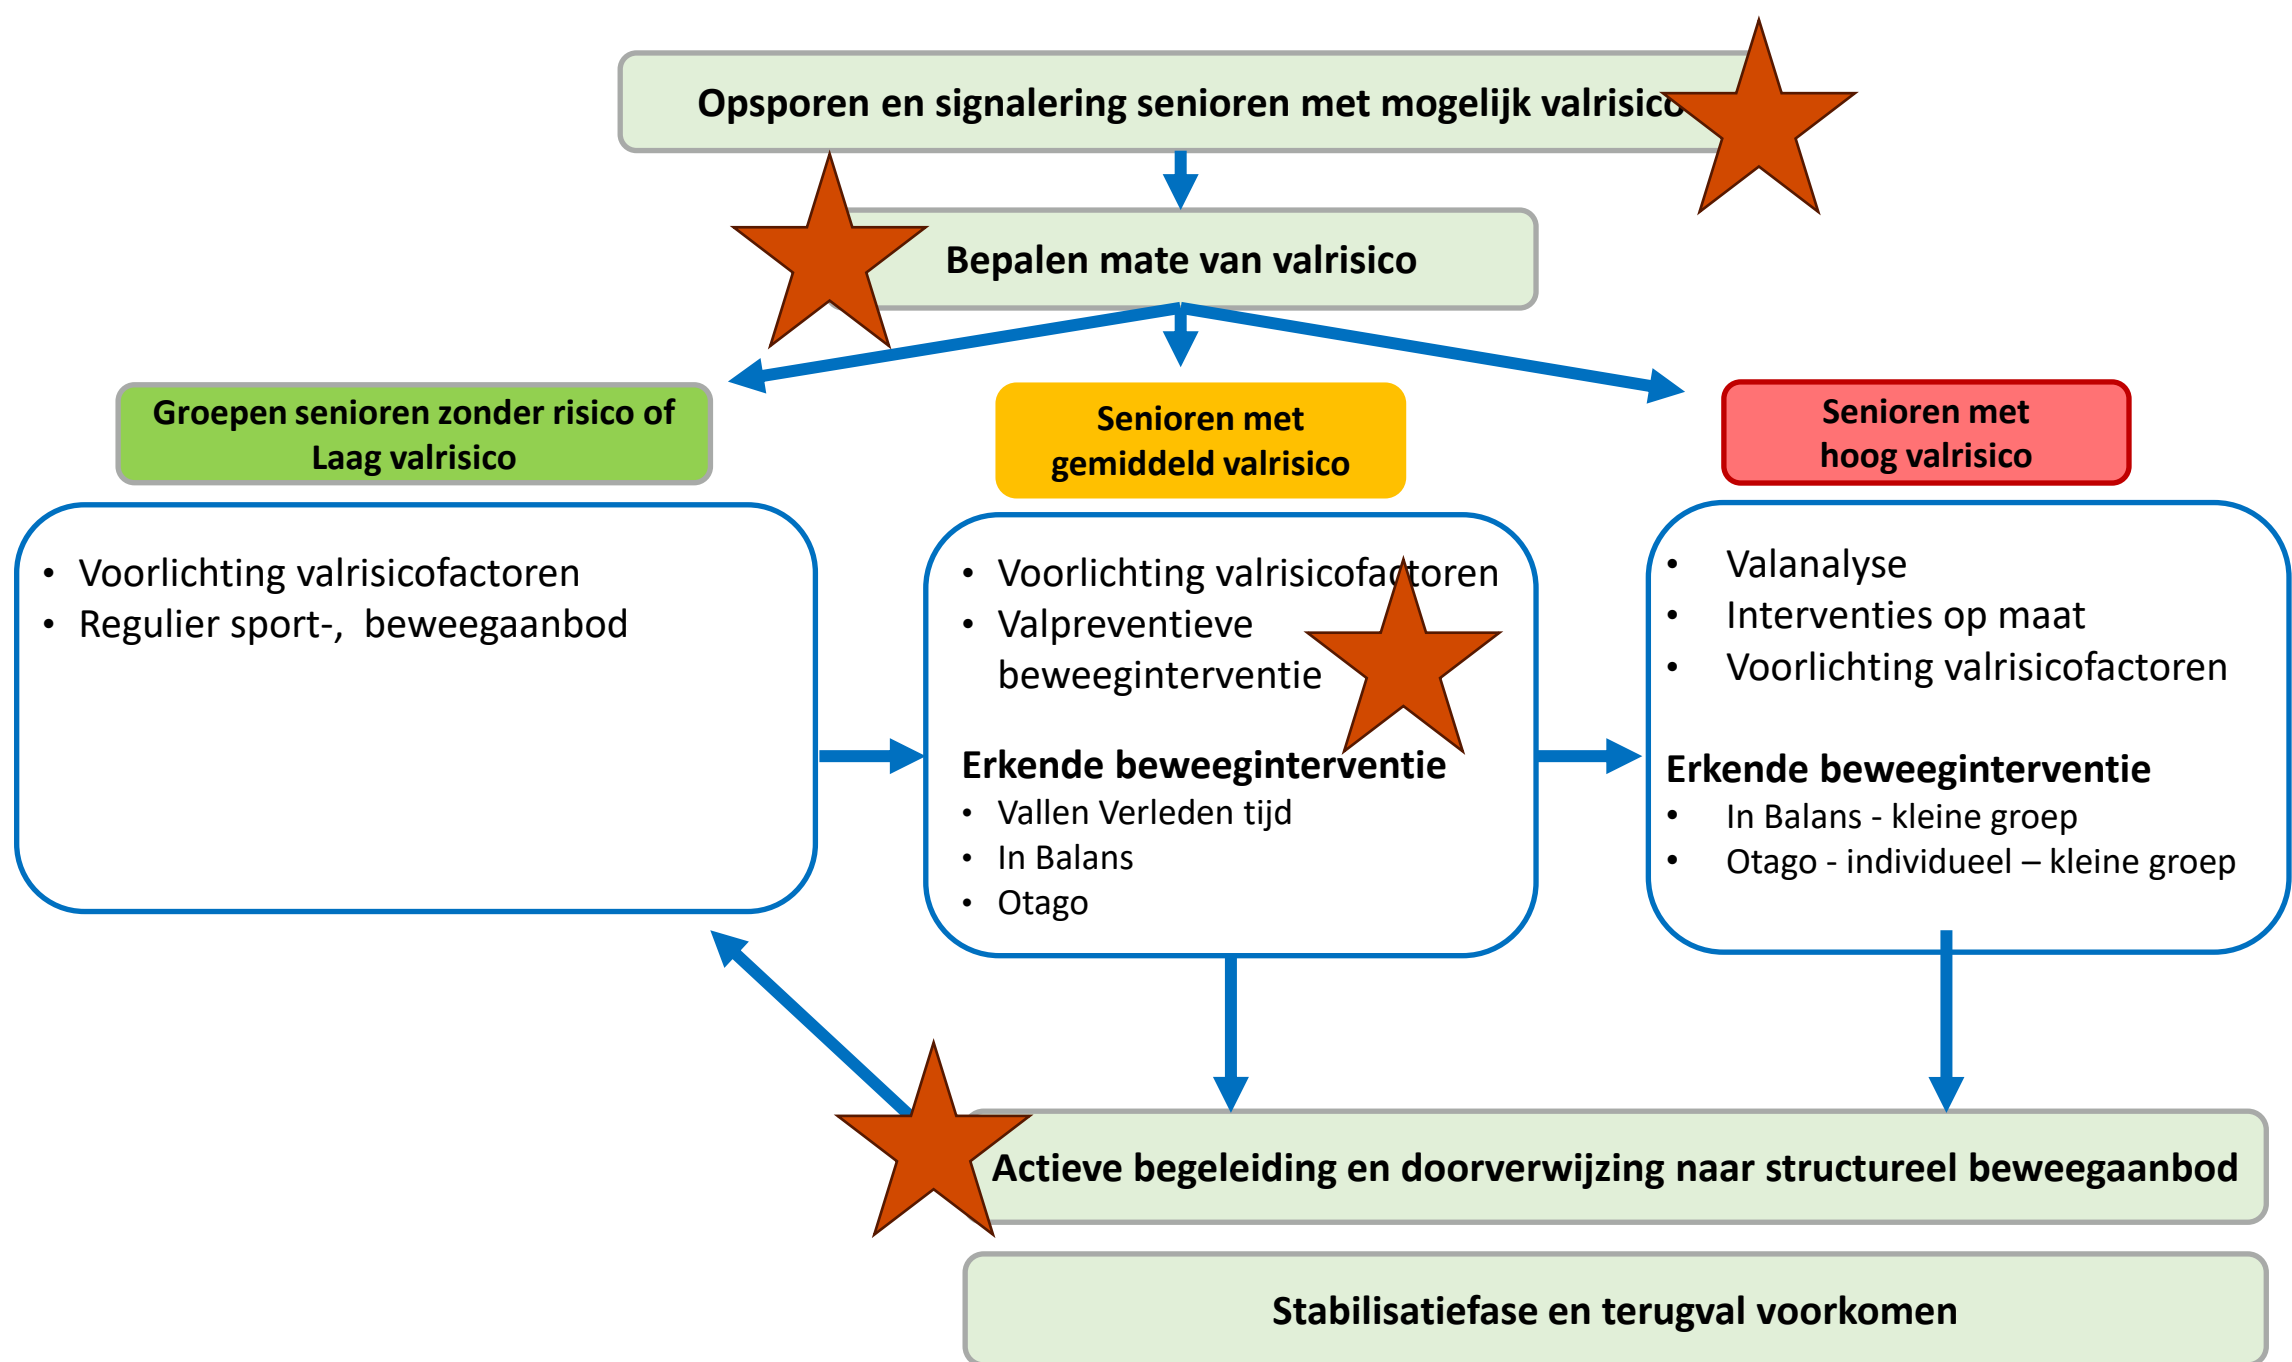 Opsporen en signalering senioren met mogelijk valrisico
Bepalen mate van valrisico
Groepen senioren zonder risico of
Laag valrisico
• Voorlichting valrisicofactoren
• Regulier sport-, beweegaanbod
Senioren met
gemiddeld valrisico
• Voorlichting valrisicofactoren
• Valpreventieve
beweeginterventie
Erkende beweeginterventie
• Vallen Verleden tijd
• In Balans
• Otago
Senioren met
hoog valrisico
• Valanalyse
• Interventies op maat
• Voorlichting valrisicofactoren
Erkende beweeginterventie
• In Balans - kleine groep
• Otago - individueel – kleine groep
Actieve begeleiding en doorverwijzing naar structureel beweegaanbod
Stabilisatiefase en terugval voorkomen